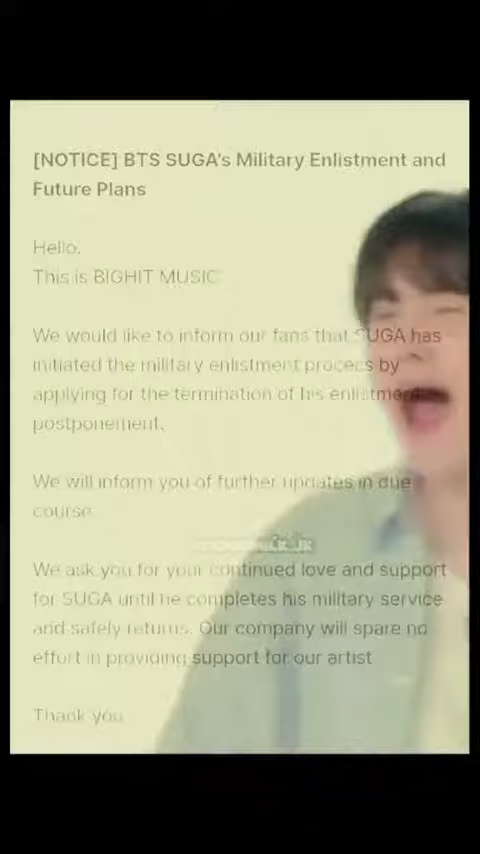 [NOTICE] BTS SUGA's Military Enlistment and
Future Plans
Hello.
This is BIGHIT MUSIC
We would like to inform our fans that SUGA has
initiated the military enlistment process by
applying for the termination of his enlistment
postponement.
We will inform you of further updates in due
course.
We ask you for your continued love and support
for SUGA until he completes his military service
and safely returns. Our company will spare no
effort in providing support for our artist
Thank you